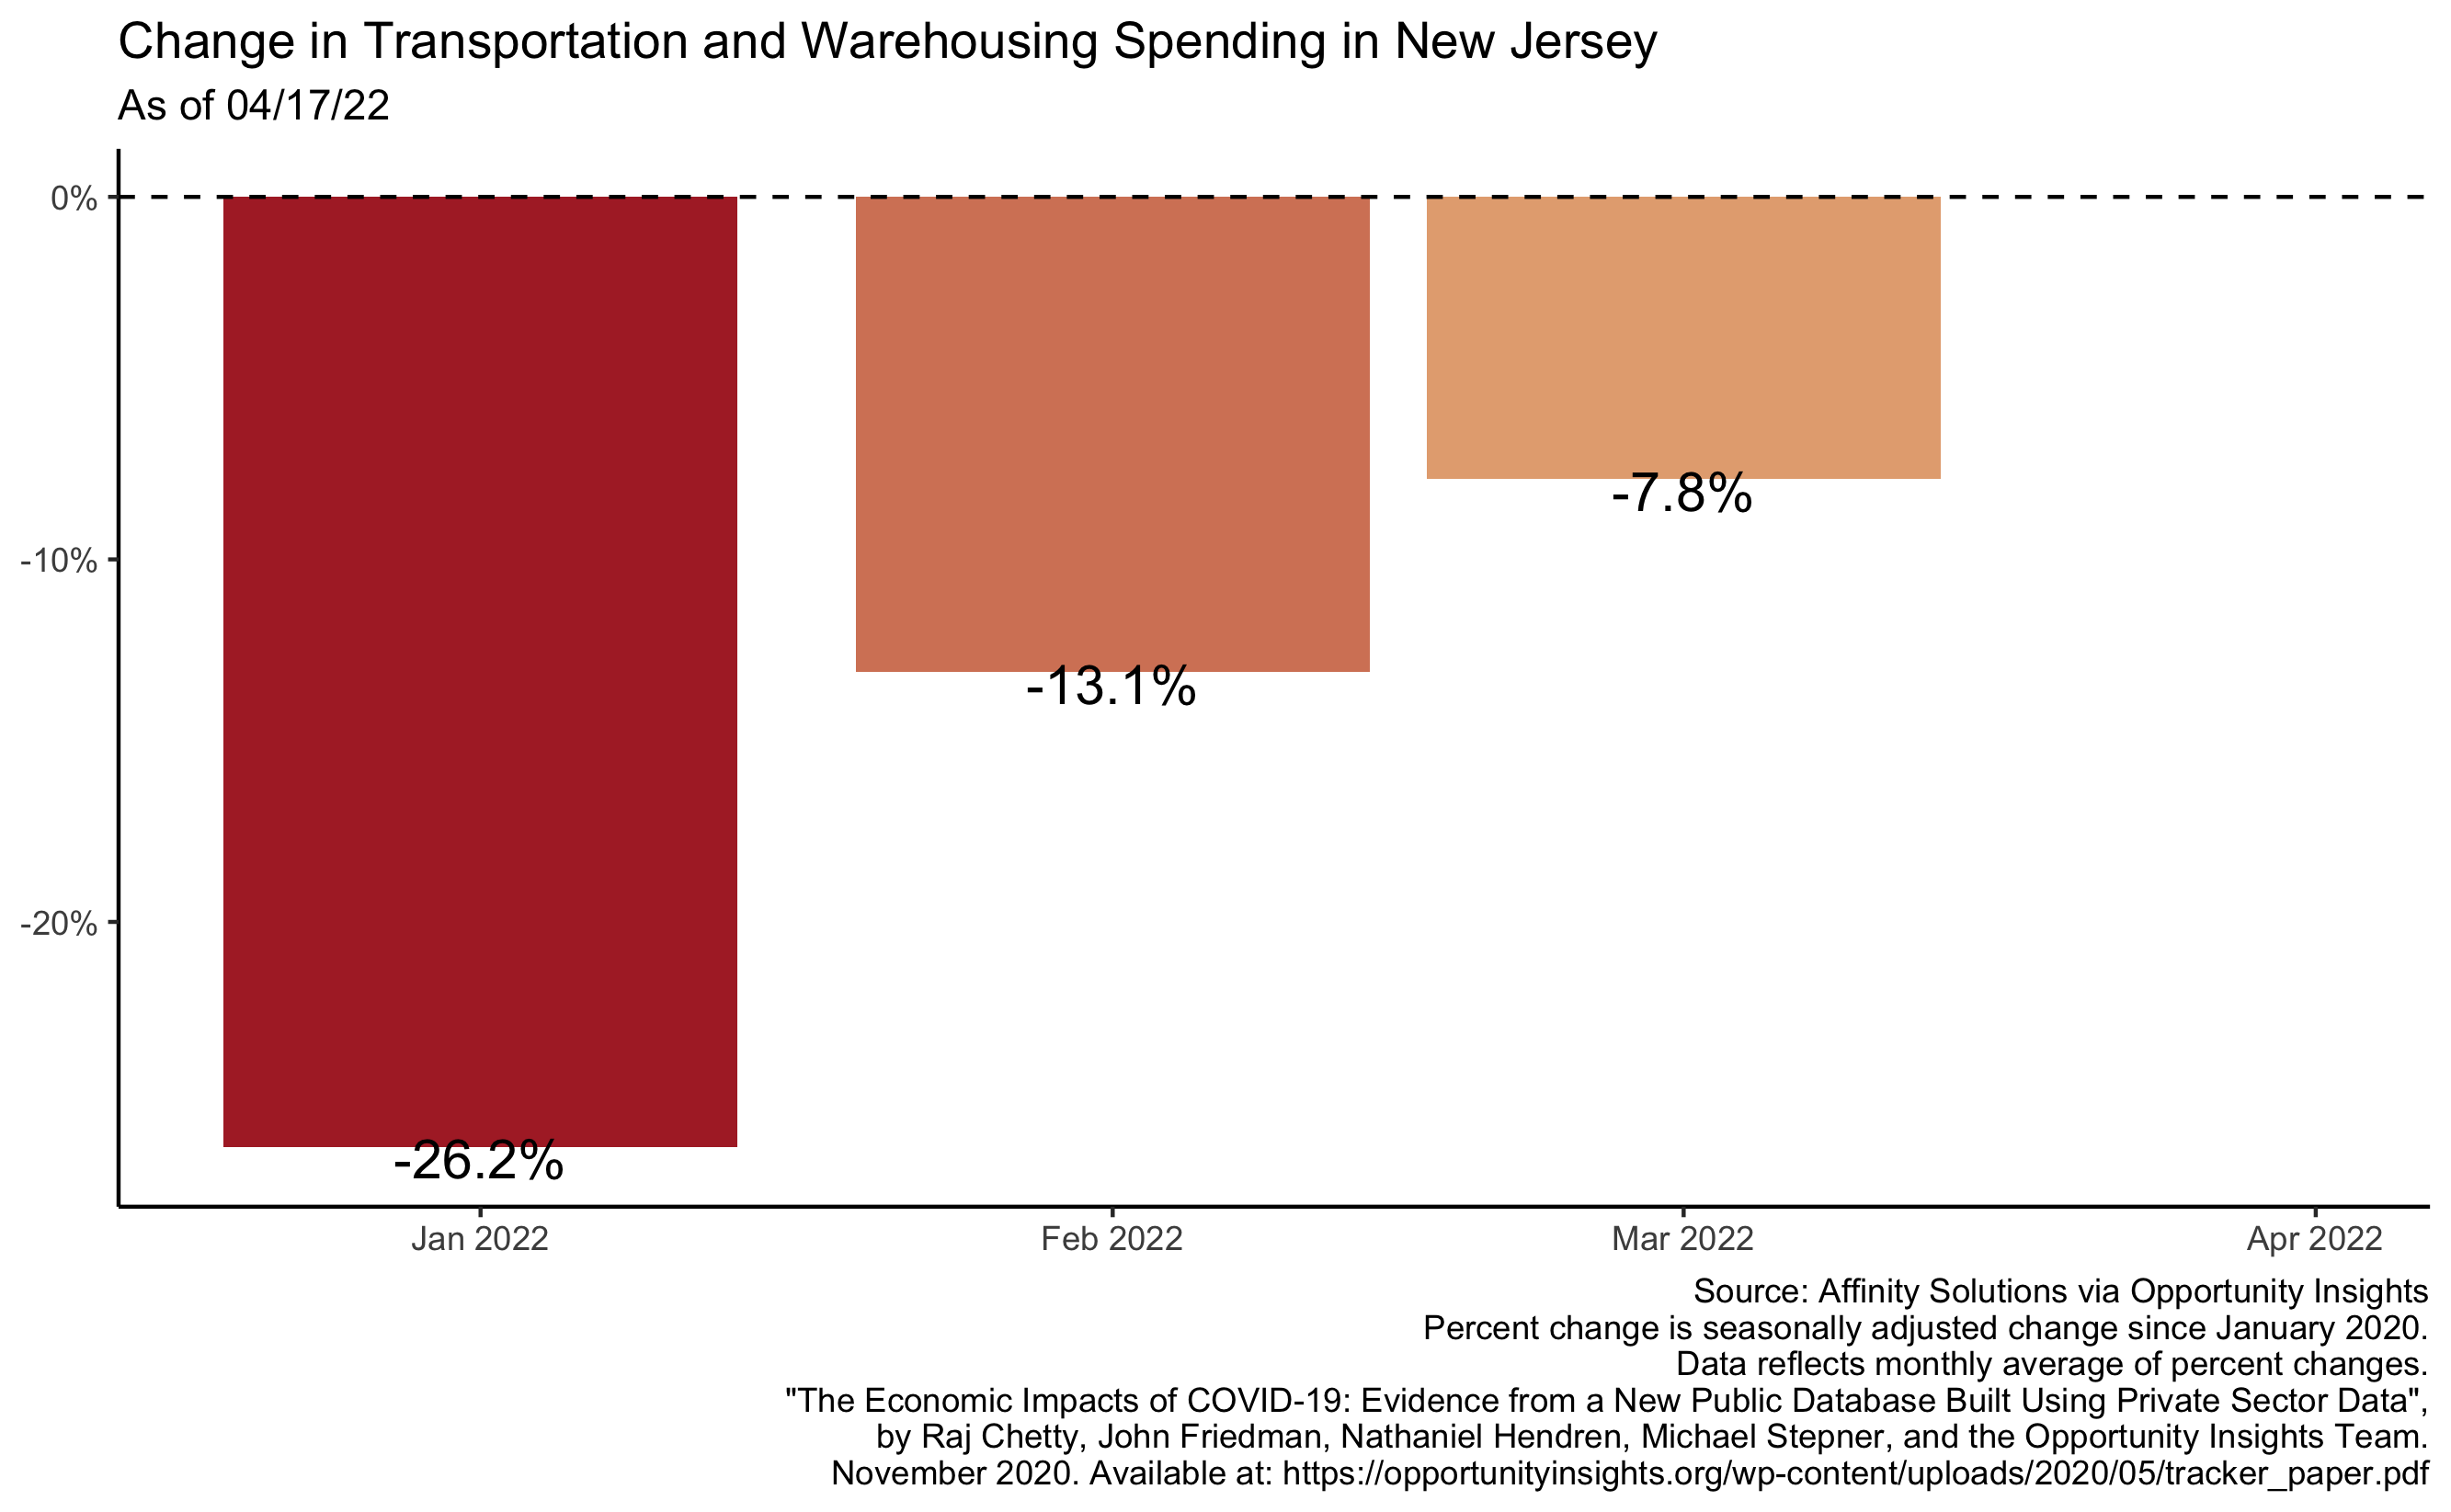 Change in Transportation and Warehousing Spending in New Jersey
As of 04/17/22
0%
-10%
-20%
-7.8%
-13.1%
-26.2%
Jan 2022
Feb 2022
Mar 2022
Apr 2022
Source: Affinity Solutions via Opportunity Insights
Percent change is seasonally adjusted change since January 2020.
Data reflects monthly average of percent changes.
"The Economic Impacts of COVID-19: Evidence from a New Public Database Built Using Private Sector Data",
by Raj Chetty, John Friedman, Nathaniel Hendren, Michael Stepner, and the Opportunity Insights Team.
November 2020. Available at: https://opportunityinsights.org/wp-content/uploads/2020/05/tracker_paper.pdf